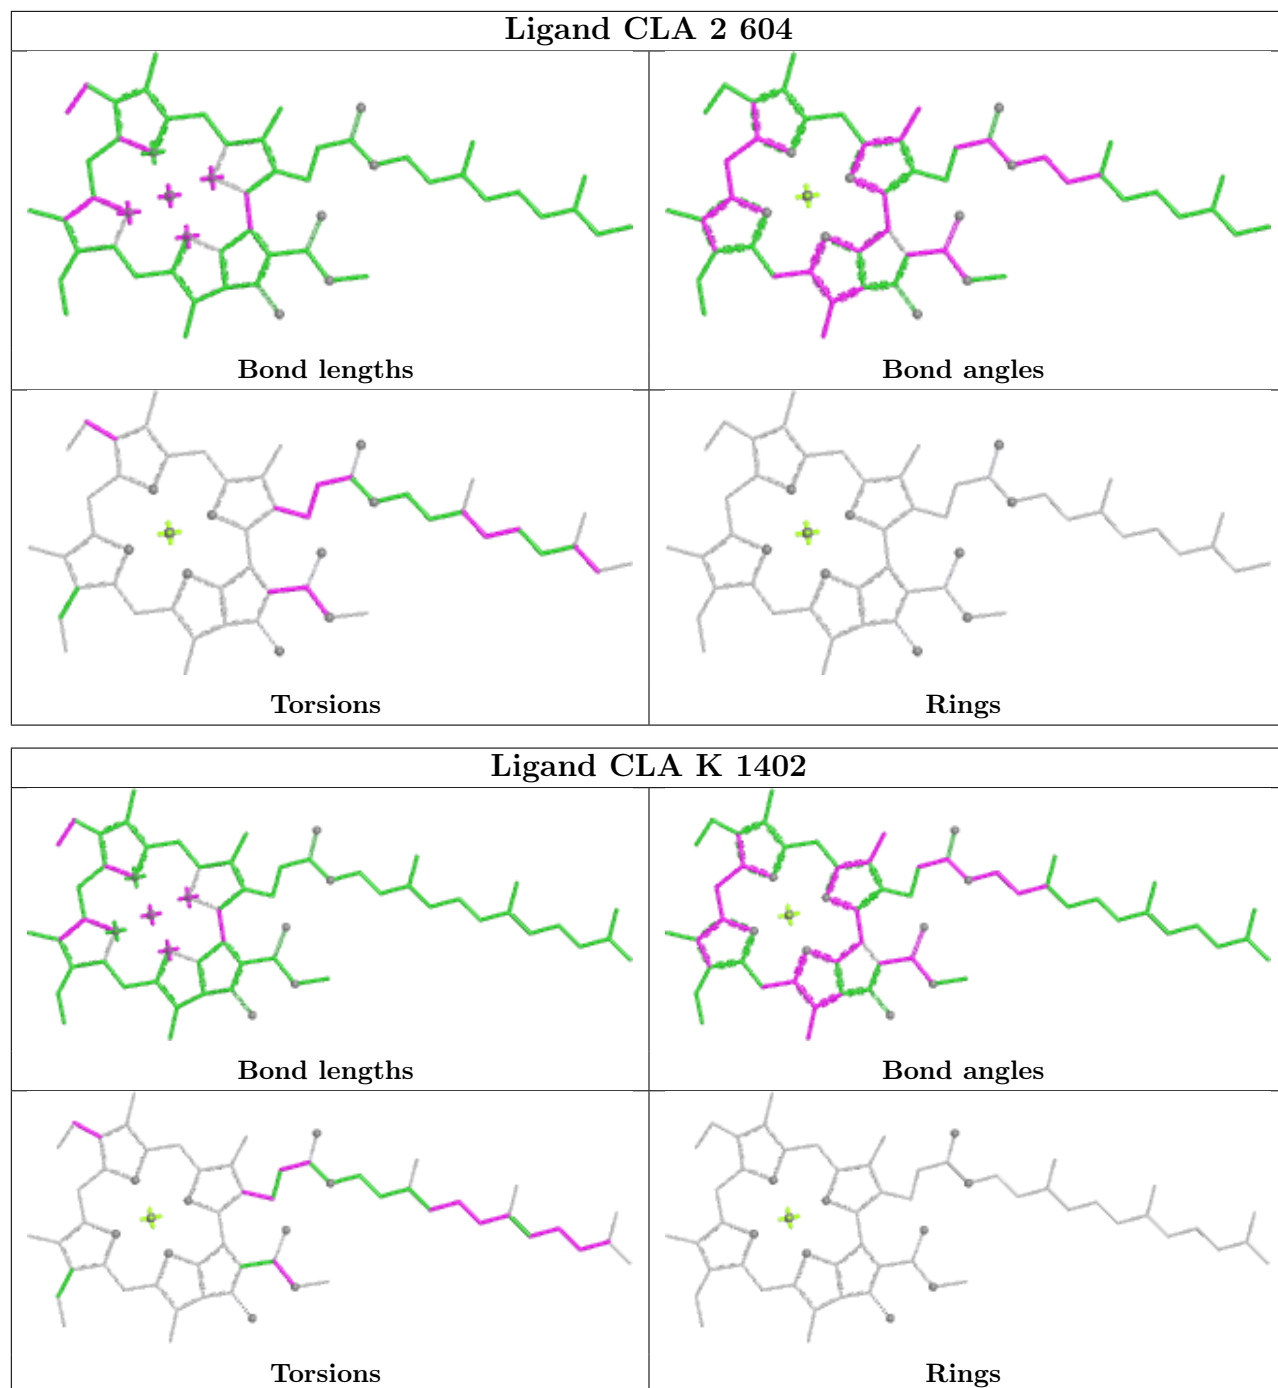 Ligand CLA 2 604
Bond lengths
Bond angles
Torsions
Rings
Ligand CLA K 1402
Bond lengths
Bond angles
Torsions
Rings